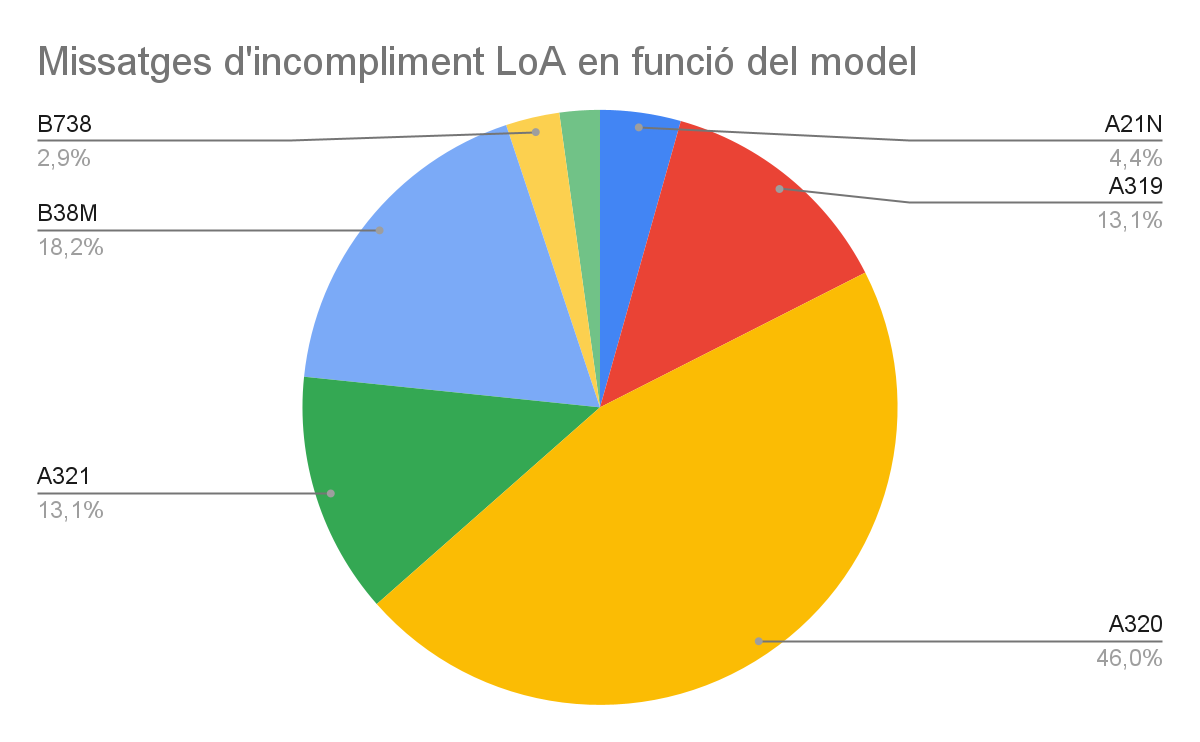 Missatges d'incompliment LoA en funció del model
B738
2,9%
B38M
18,2%
A321
13,1%
A21N
4,4%
A319
13,1%
A320
46,0%